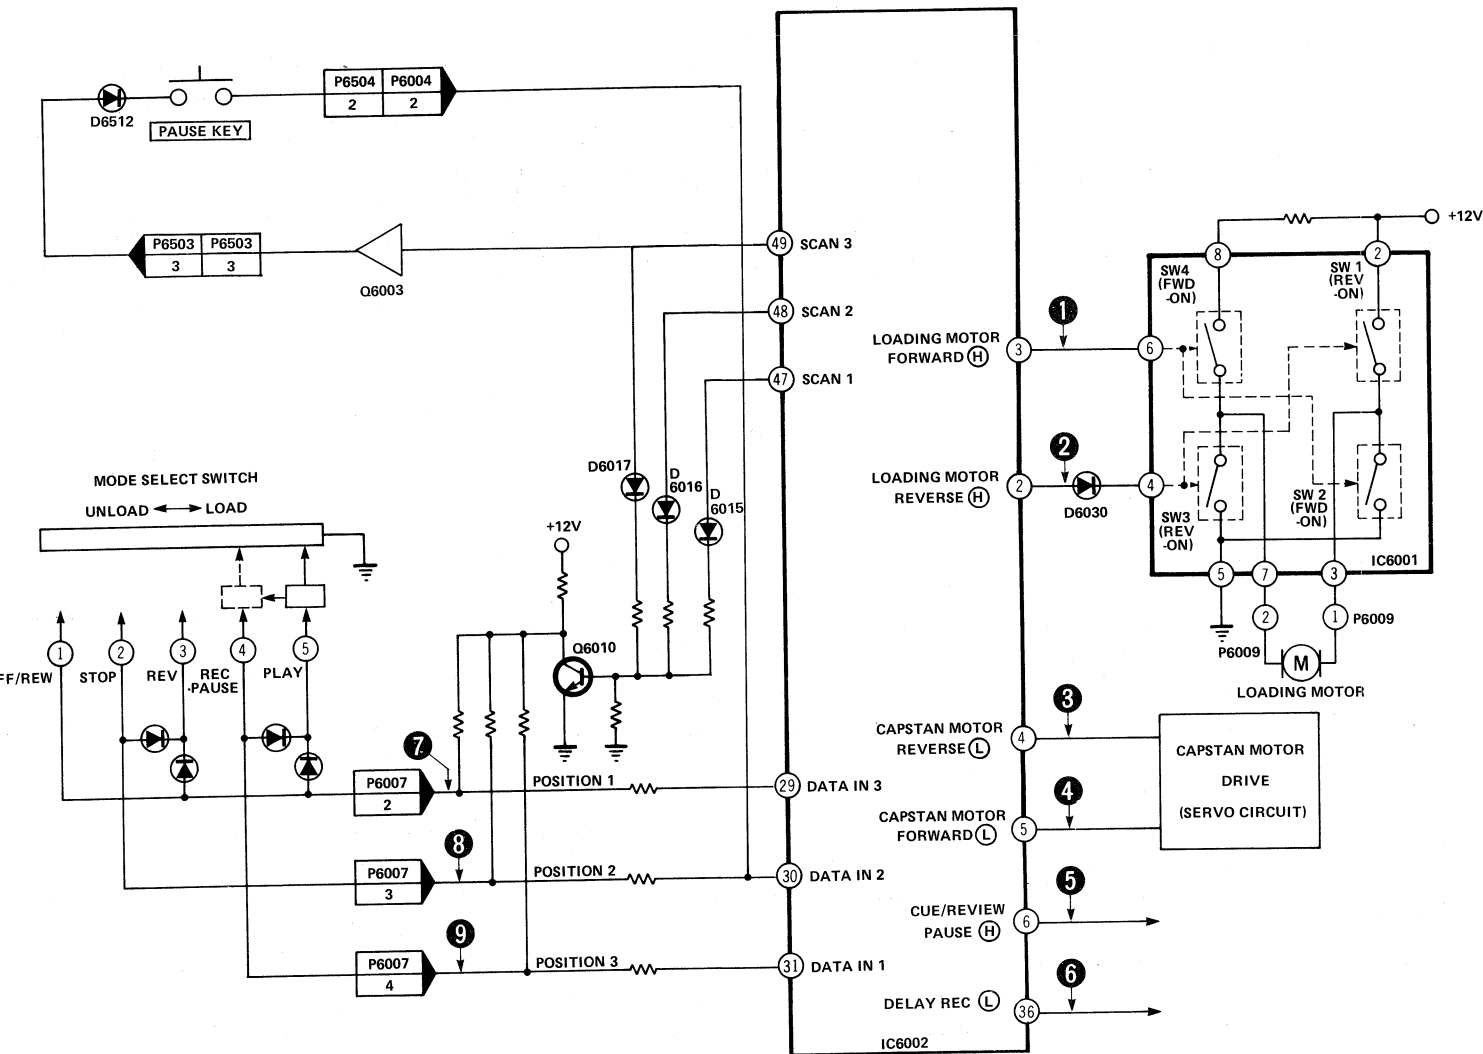 P6504 P6004
2 2
D6512
PAUSE KEY
P6503 P6503
3 3
Q6003
49 SCAN 3
48 SCAN 2
47 SCAN 1
LOADING MOTOR
FORWARD H
3
1
6
LOADING MOTOR
REVERSE H
2
2
D6030
4
+12V
8
2
SW4
(FWD
-ON)
SW 1
(REV
-ON)
SW3
(REV
-ON)
SW 2
(FWD
-ON)
IC6001
5
7
3
2
1
P6009
P6009
M
LOADING MOTOR
MODE SELECT SWITCH
UNLOAD LOAD
D6017
D
6016
D
6015
+12V
Q6010
1
2
3
4
5
FF/REW
STOP
REV
REC
-PAUSE
PLAY
7
P6007
2
POSITION 1
29 DATA IN 3
8
P6007
3
POSITION 2
30 DATA IN 2
9
P6007
4
POSITION 3
31 DATA IN 1
CAPSTAN MOTOR
REVERSE L
4
3
CAPSTAN MOTOR
FORWARD L
5
4
CAPSTAN MOTOR
DRIVE
(SERVO CIRCUIT)
CUE/REVIEW
PAUSE H
6
5
DELAY REC L
36
6
IC6002